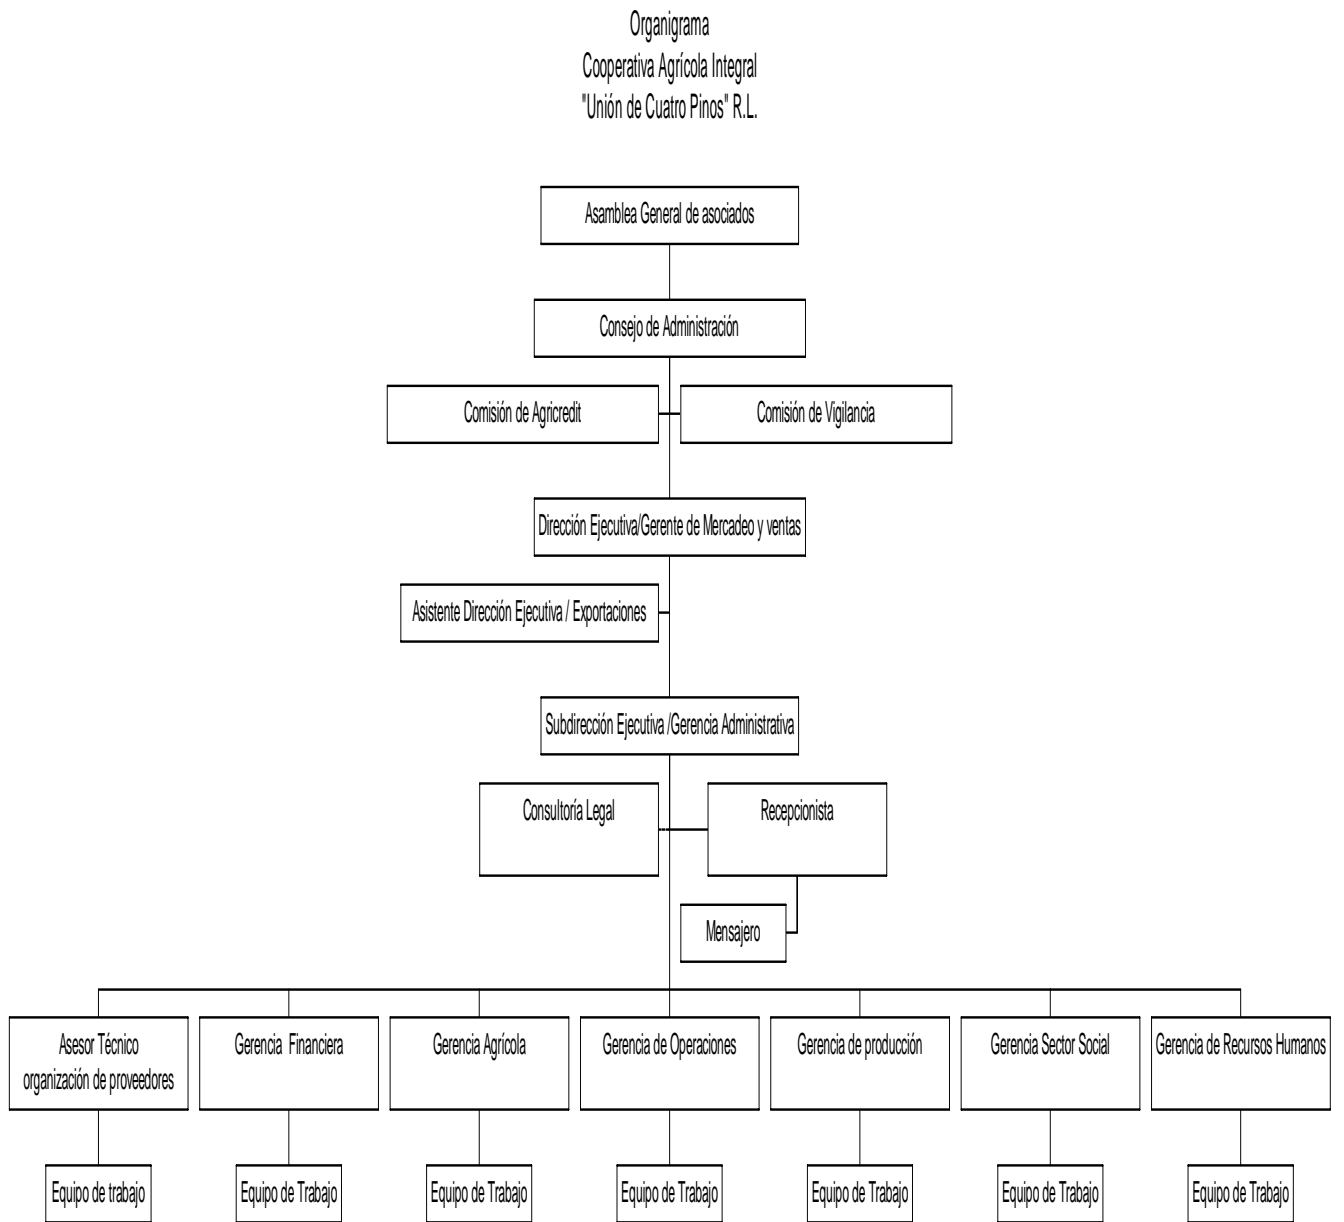 Organigrama
Cooperativa Agrícola Integral
"Unión de Cuatro Pinos" R.L.
Asamblea General de asociados
Consejo de Administración
Comisión de Agricredit
Comisión de Vigilancia
Dirección Ejecutiva/Gerente de Mercadeo y ventas
Asistente Dirección Ejecutiva / Exportaciones
Subdirección Ejecutiva /Gerencia Administrativa
Consultoría Legal
Recepcionista
Mensajero
Asesor Técnico
organización de proveedores
Gerencia Financiera
Gerencia Agrícola
Gerencia de Operaciones
Gerencia de producción
Gerencia Sector Social
Gerencia de Recursos Humanos
Equipo de trabajo
Equipo de Trabajo
Equipo de Trabajo
Equipo de Trabajo
Equipo de Trabajo
Equipo de Trabajo
Equipo de Trabajo